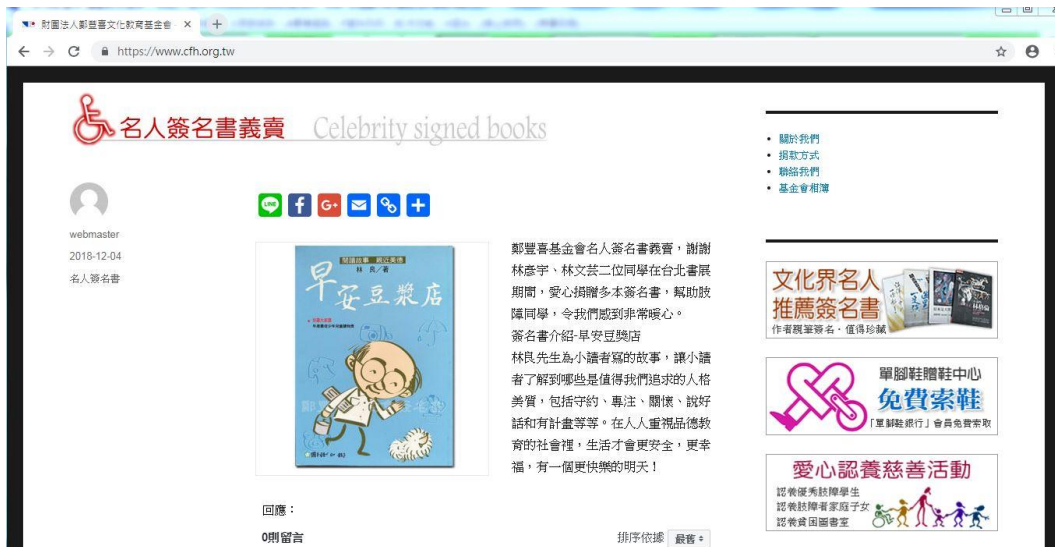 財團法人鄭豐喜文化教育基金會
https://www.cfh.org.tw
名人簽名書義賣 Celebrity signed books
webmaster
2018-12-04
名人簽名書
LINE
f
G+
閱讀故事 親近美德
林 良/著
早安豆漿店
鄭豐喜基金會名人簽名書義賣，謝謝
林彥宇、林文芸二位同學在台北書展
期間，愛心捐贈多本簽名書，幫助肢
障同學，令我們感到非常暖心。
簽名書介紹-早安豆漿店
林良先生為小讀者寫的故事，讓小讀
者了解到哪些是值得我們追求的人格
美質，包括守約、專注、關懷、說好
話和有計畫等等。在人人重視品德教
育的社會裡，生活才會更安全，更幸
福，有一個更快樂的明天！
回應：
0則留言
排序依據 最舊
關於我們
捐款方式
聯絡我們
基金會相簿
文化界名人
推薦簽名書
作者親筆簽名・值得珍藏
單腳鞋贈鞋中心
免費索鞋
「單腳鞋銀行」會員免費索取
愛心認養慈善活動
認養優秀肢障學生
認養肢障者家庭子女
認養貧困圖書室